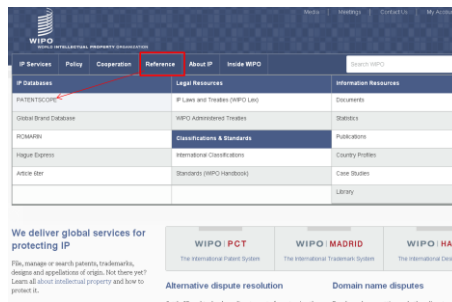 Media | Meetings | Contact Us | My Account
WIPO
WORLD INTELLECTUAL PROPERTY ORGANIZATION
IP Services Policy Cooperation Reference About IP Inside WIPO Search WIPO
IP Databases Legal Resources Information Resources
PATENTSCOPE IP Laws and Treaties (WIPO Lex) Documents
Global Brand Database WIPO Administered Treaties Statistics
ROMARIN Classifications & Standards Publications
Hague Express International Classifications Country Profiles
Article 6ter Standards (WIPO Handbook) Case Studies
Library
We deliver global services for
protecting IP
File, manage or search patents, trademarks,
designs and appellations of origin. Not there yet?
Learn all about intellectual property and how to
protect it.
WIPO | PCT WIPO | MADRID WIPO | HA
The International Patent System The International Trademark System The International Des
Alternative dispute resolution Domain name disputes